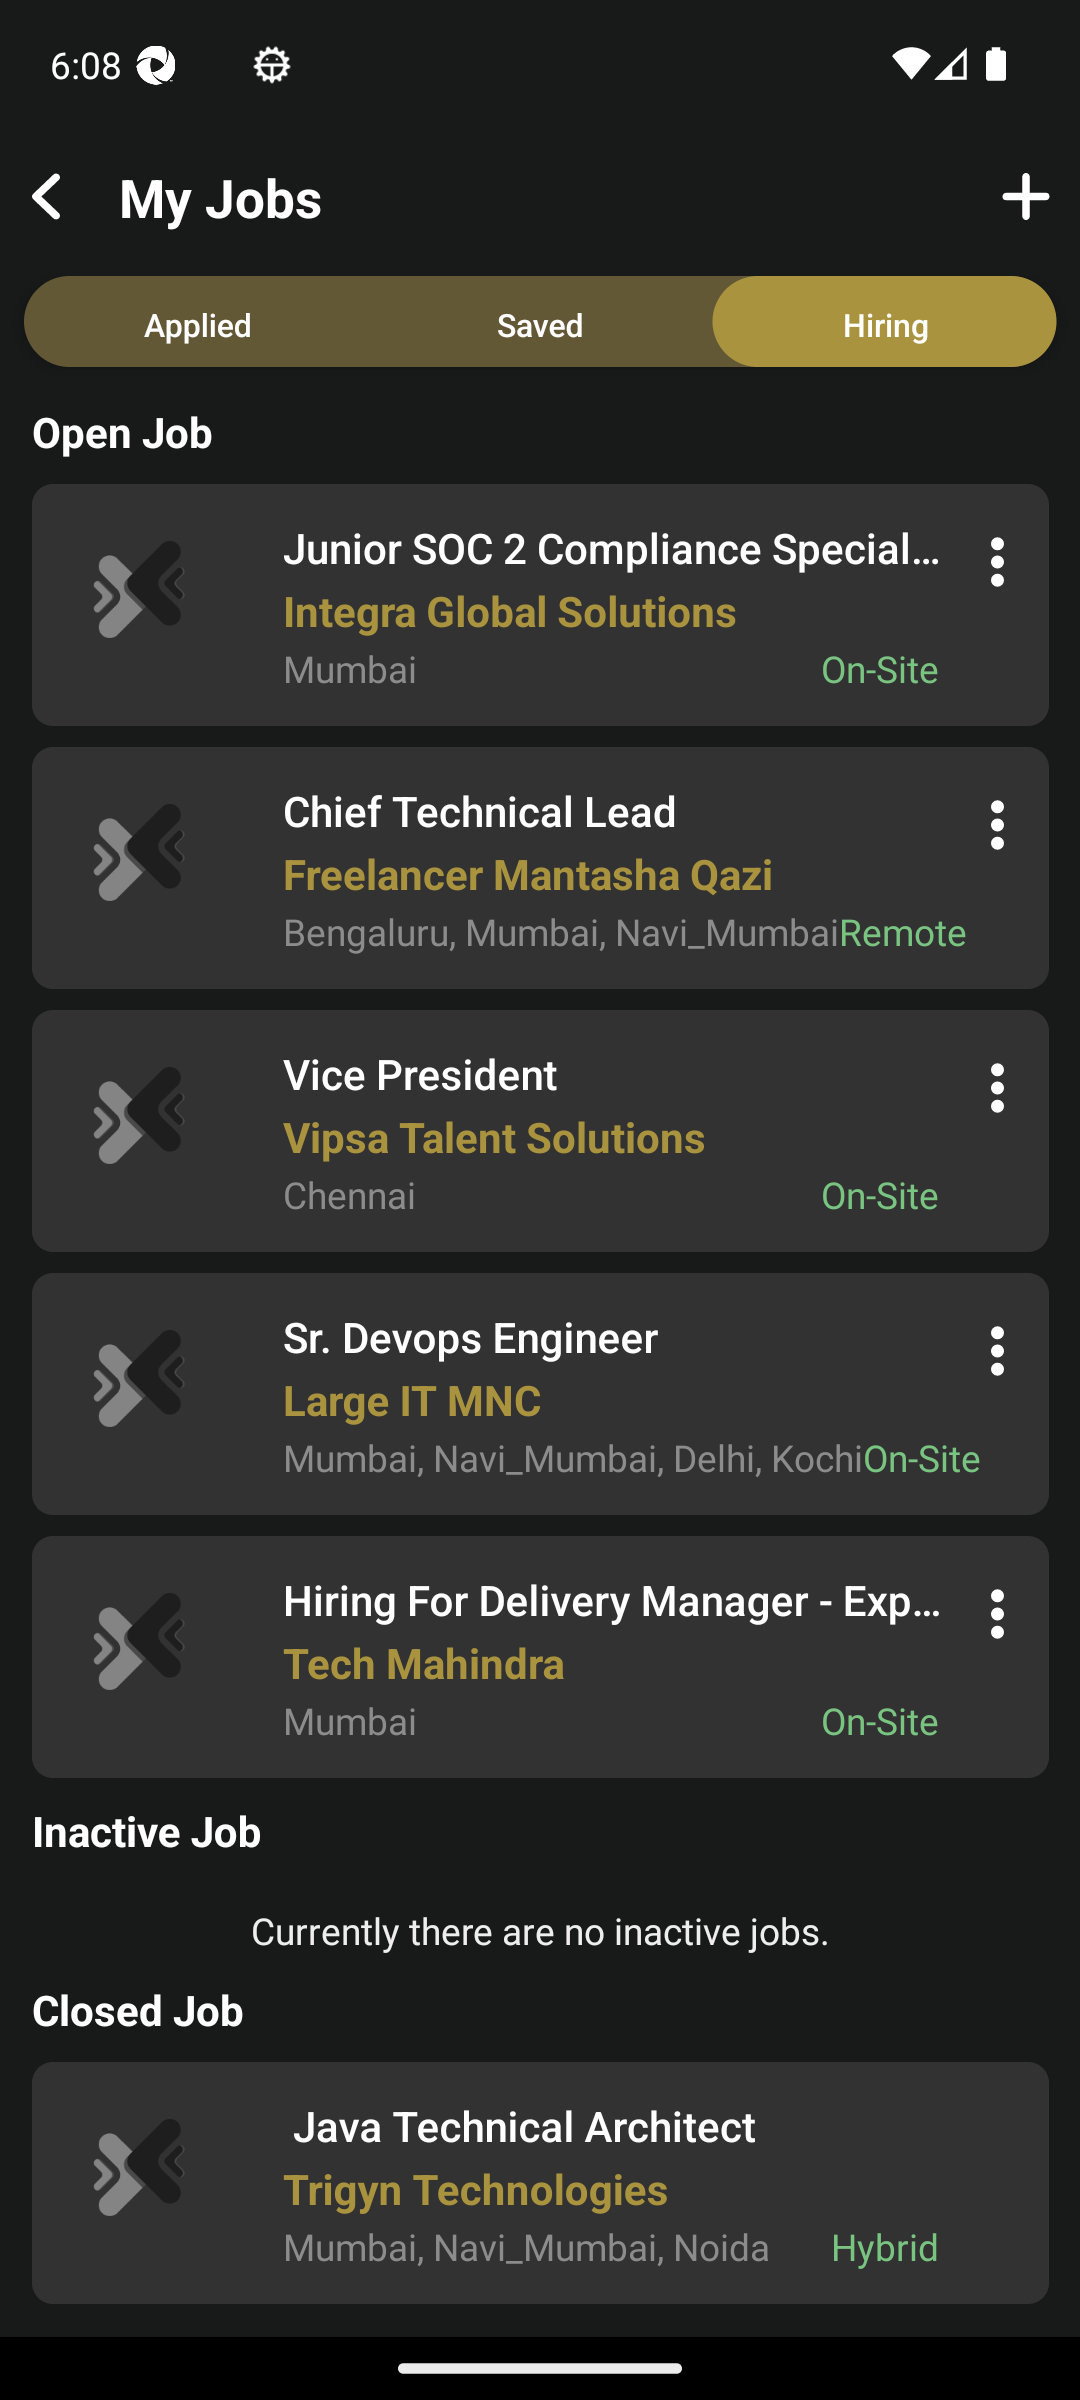 6:08
My Jobs
Applied Saved Hiring
Open Job
Junior SOC 2 Compliance Special...
Integra Global Solutions
Mumbai On-Site
Chief Technical Lead
Freelancer Mantasha Qazi
Bengaluru, Mumbai, Navi_Mumbai Remote
Vice President
Vipsa Talent Solutions
Chennai On-Site
Sr. Devops Engineer
Large IT MNC
Mumbai, Navi_Mumbai, Delhi, Kochi On-Site
Hiring For Delivery Manager - Exp...
Tech Mahindra
Mumbai On-Site
Inactive Job
Currently there are no inactive jobs.
Closed Job
Java Technical Architect
Trigyn Technologies
Mumbai, Navi_Mumbai, Noida Hybrid